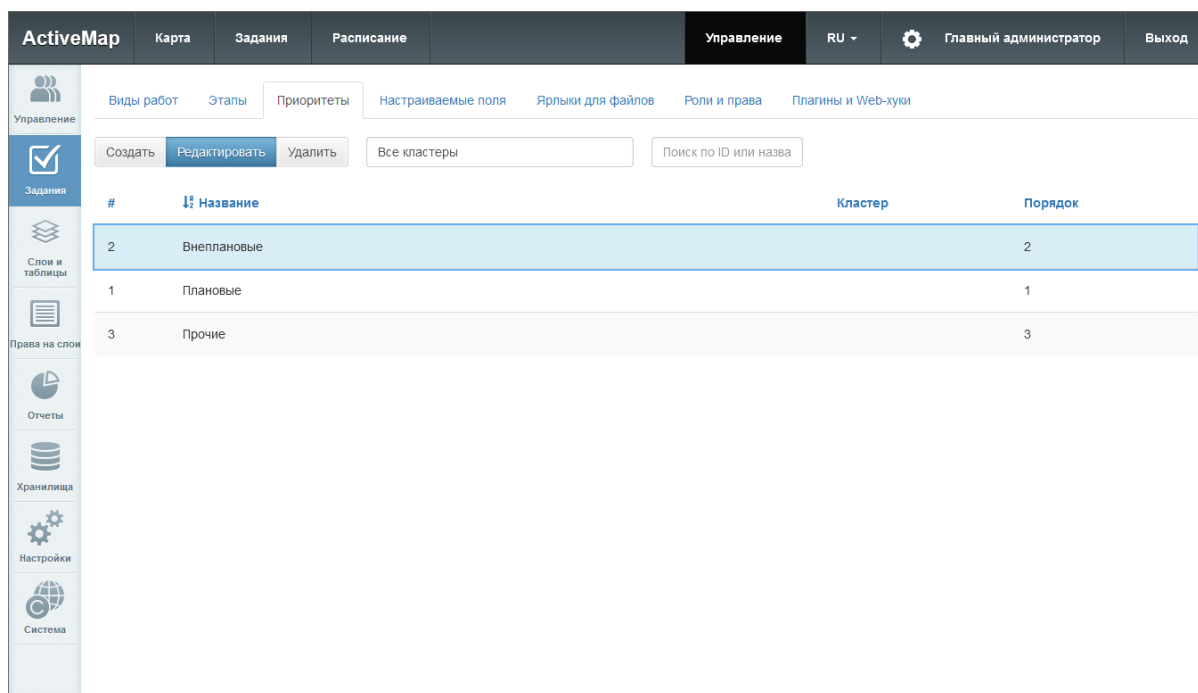 ActiveMap Карта Задания Расписание Управление RU Главный администратор Выход
Управление
Задания
Слои и
таблицы
Права на слои
Отчеты
Хранилища
Настройки
Система
Виды работ Этапы Приоритеты Настраиваемые поля Ярлыки для файлов Роли и права Плагины и Web-хуки
Создать Редактировать Удалить Все кластеры Поиск по ID или назва
# Название Кластер Порядок
2 Внеплановые 2
1 Плановые 1
3 Прочие 3